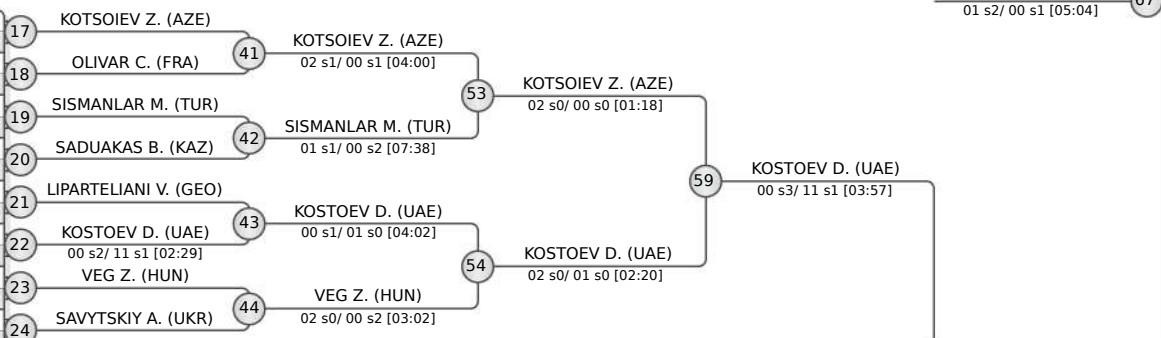 67
01 s2/ 00 s1 [05:04]
17
KOTSOIEV Z. (AZE)
18
OLIVAR C. (FRA)
41
KOTSOIEV Z. (AZE)
02 s1/ 00 s1 [04:00]
19
SISMANLAR M. (TUR)
20
SADUAKAS B. (KAZ)
42
SISMANLAR M. (TUR)
01 s1/ 00 s2 [07:38]
53
KOTSOIEV Z. (AZE)
02 s0/ 00 s0 [01:18]
21
LIPARTELIANI V. (GEO)
22
KOSTOEV D. (UAE)
00 s2/ 11 s1 [02:29]
43
KOSTOEV D. (UAE)
00 s1/ 01 s0 [04:02]
23
VEG Z. (HUN)
24
SAVYTSKIY A. (UKR)
44
VEG Z. (HUN)
02 s0/ 00 s2 [03:02]
54
KOSTOEV D. (UAE)
02 s0/ 01 s0 [02:20]
59
KOSTOEV D. (UAE)
00 s3/ 11 s1 [03:57]